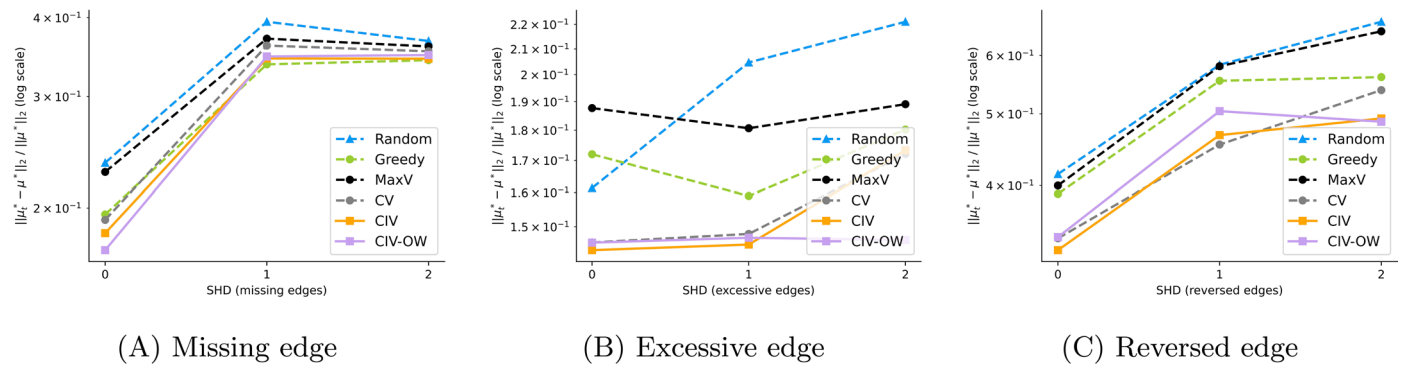 ||μ*ₜ − μ*||₂ / ||μ*||₂ (log scale)
4 × 10⁻¹
3 × 10⁻¹
2 × 10⁻¹
Random
Greedy
MaxV
CV
CIV
CIV-OW
0 1 2
SHD (missing edges)
(A) Missing edge
||μ*ₜ − μ*||₂ / ||μ*||₂ (log scale)
2.2 × 10⁻¹
2.1 × 10⁻¹
2 × 10⁻¹
1.9 × 10⁻¹
1.8 × 10⁻¹
1.7 × 10⁻¹
1.6 × 10⁻¹
1.5 × 10⁻¹
Random
Greedy
MaxV
CV
CIV
CIV-OW
0 1 2
SHD (excessive edges)
(B) Excessive edge
||μ*ₜ − μ*||₂ / ||μ*||₂ (log scale)
6 × 10⁻¹
5 × 10⁻¹
4 × 10⁻¹
Random
Greedy
MaxV
CV
CIV
CIV-OW
0 1 2
SHD (reversed edges)
(C) Reversed edge